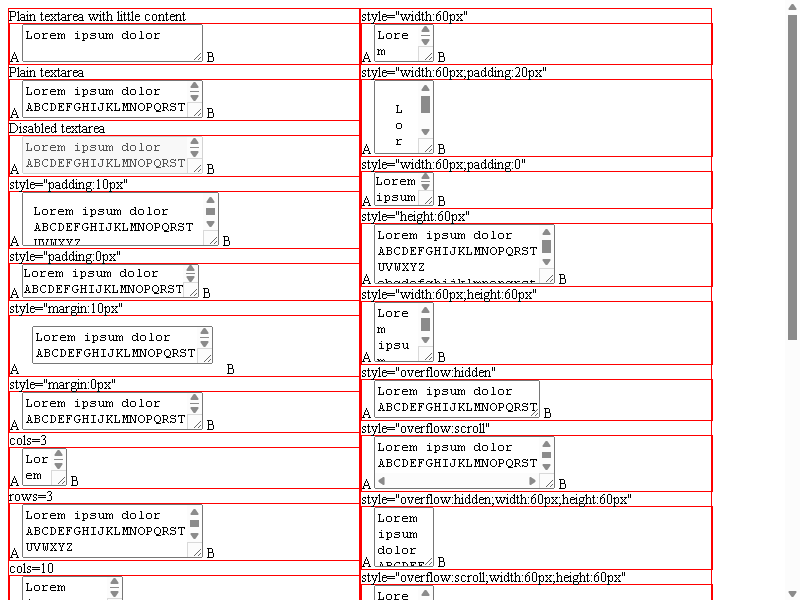 Plain textarea with little content
Lorem ipsum dolor
A B
Plain textarea
Lorem ipsum dolor
ABCDEFGHIJKLMNOPQRST
A B
Disabled textarea
Lorem ipsum dolor
ABCDEFGHIJKLMNOPQRST
A B
style="padding:10px"
Lorem ipsum dolor
ABCDEFGHIJKLMNOPQRST
UVWXYZ
A B
style="padding:0px"
Lorem ipsum dolor
ABCDEFGHIJKLMNOPQRST
A B
style="margin:10px"
Lorem ipsum dolor
ABCDEFGHIJKLMNOPQRST
A B
style="margin:0px"
Lorem ipsum dolor
ABCDEFGHIJKLMNOPQRST
A B
cols=3
Lor
em
A B
rows=3
Lorem ipsum dolor
ABCDEFGHIJKLMNOPQRST
UVWXYZ
A B
cols=10
Lorem
style="width:60px"
Lore
m
A B
style="width:60px;padding:20px"
L
o
r
A B
style="width:60px;padding:0"
Lorem
ipsum
A B
style="height:60px"
Lorem ipsum dolor
ABCDEFGHIJKLMNOPQRST
UVWXYZ
abcdefghijklmnopqrst
A B
style="width:60px;height:60px"
Lore
m
ipsu
m
A B
style="overflow:hidden"
Lorem ipsum dolor
ABCDEFGHIJKLMNOPQRST
A B
style="overflow:scroll"
Lorem ipsum dolor
ABCDEFGHIJKLMNOPQRST
A B
style="overflow:hidden;width:60px;height:60px"
Lorem
ipsum
dolor
ABCDEF
A B
style="overflow:scroll;width:60px;height:60px"
Lore